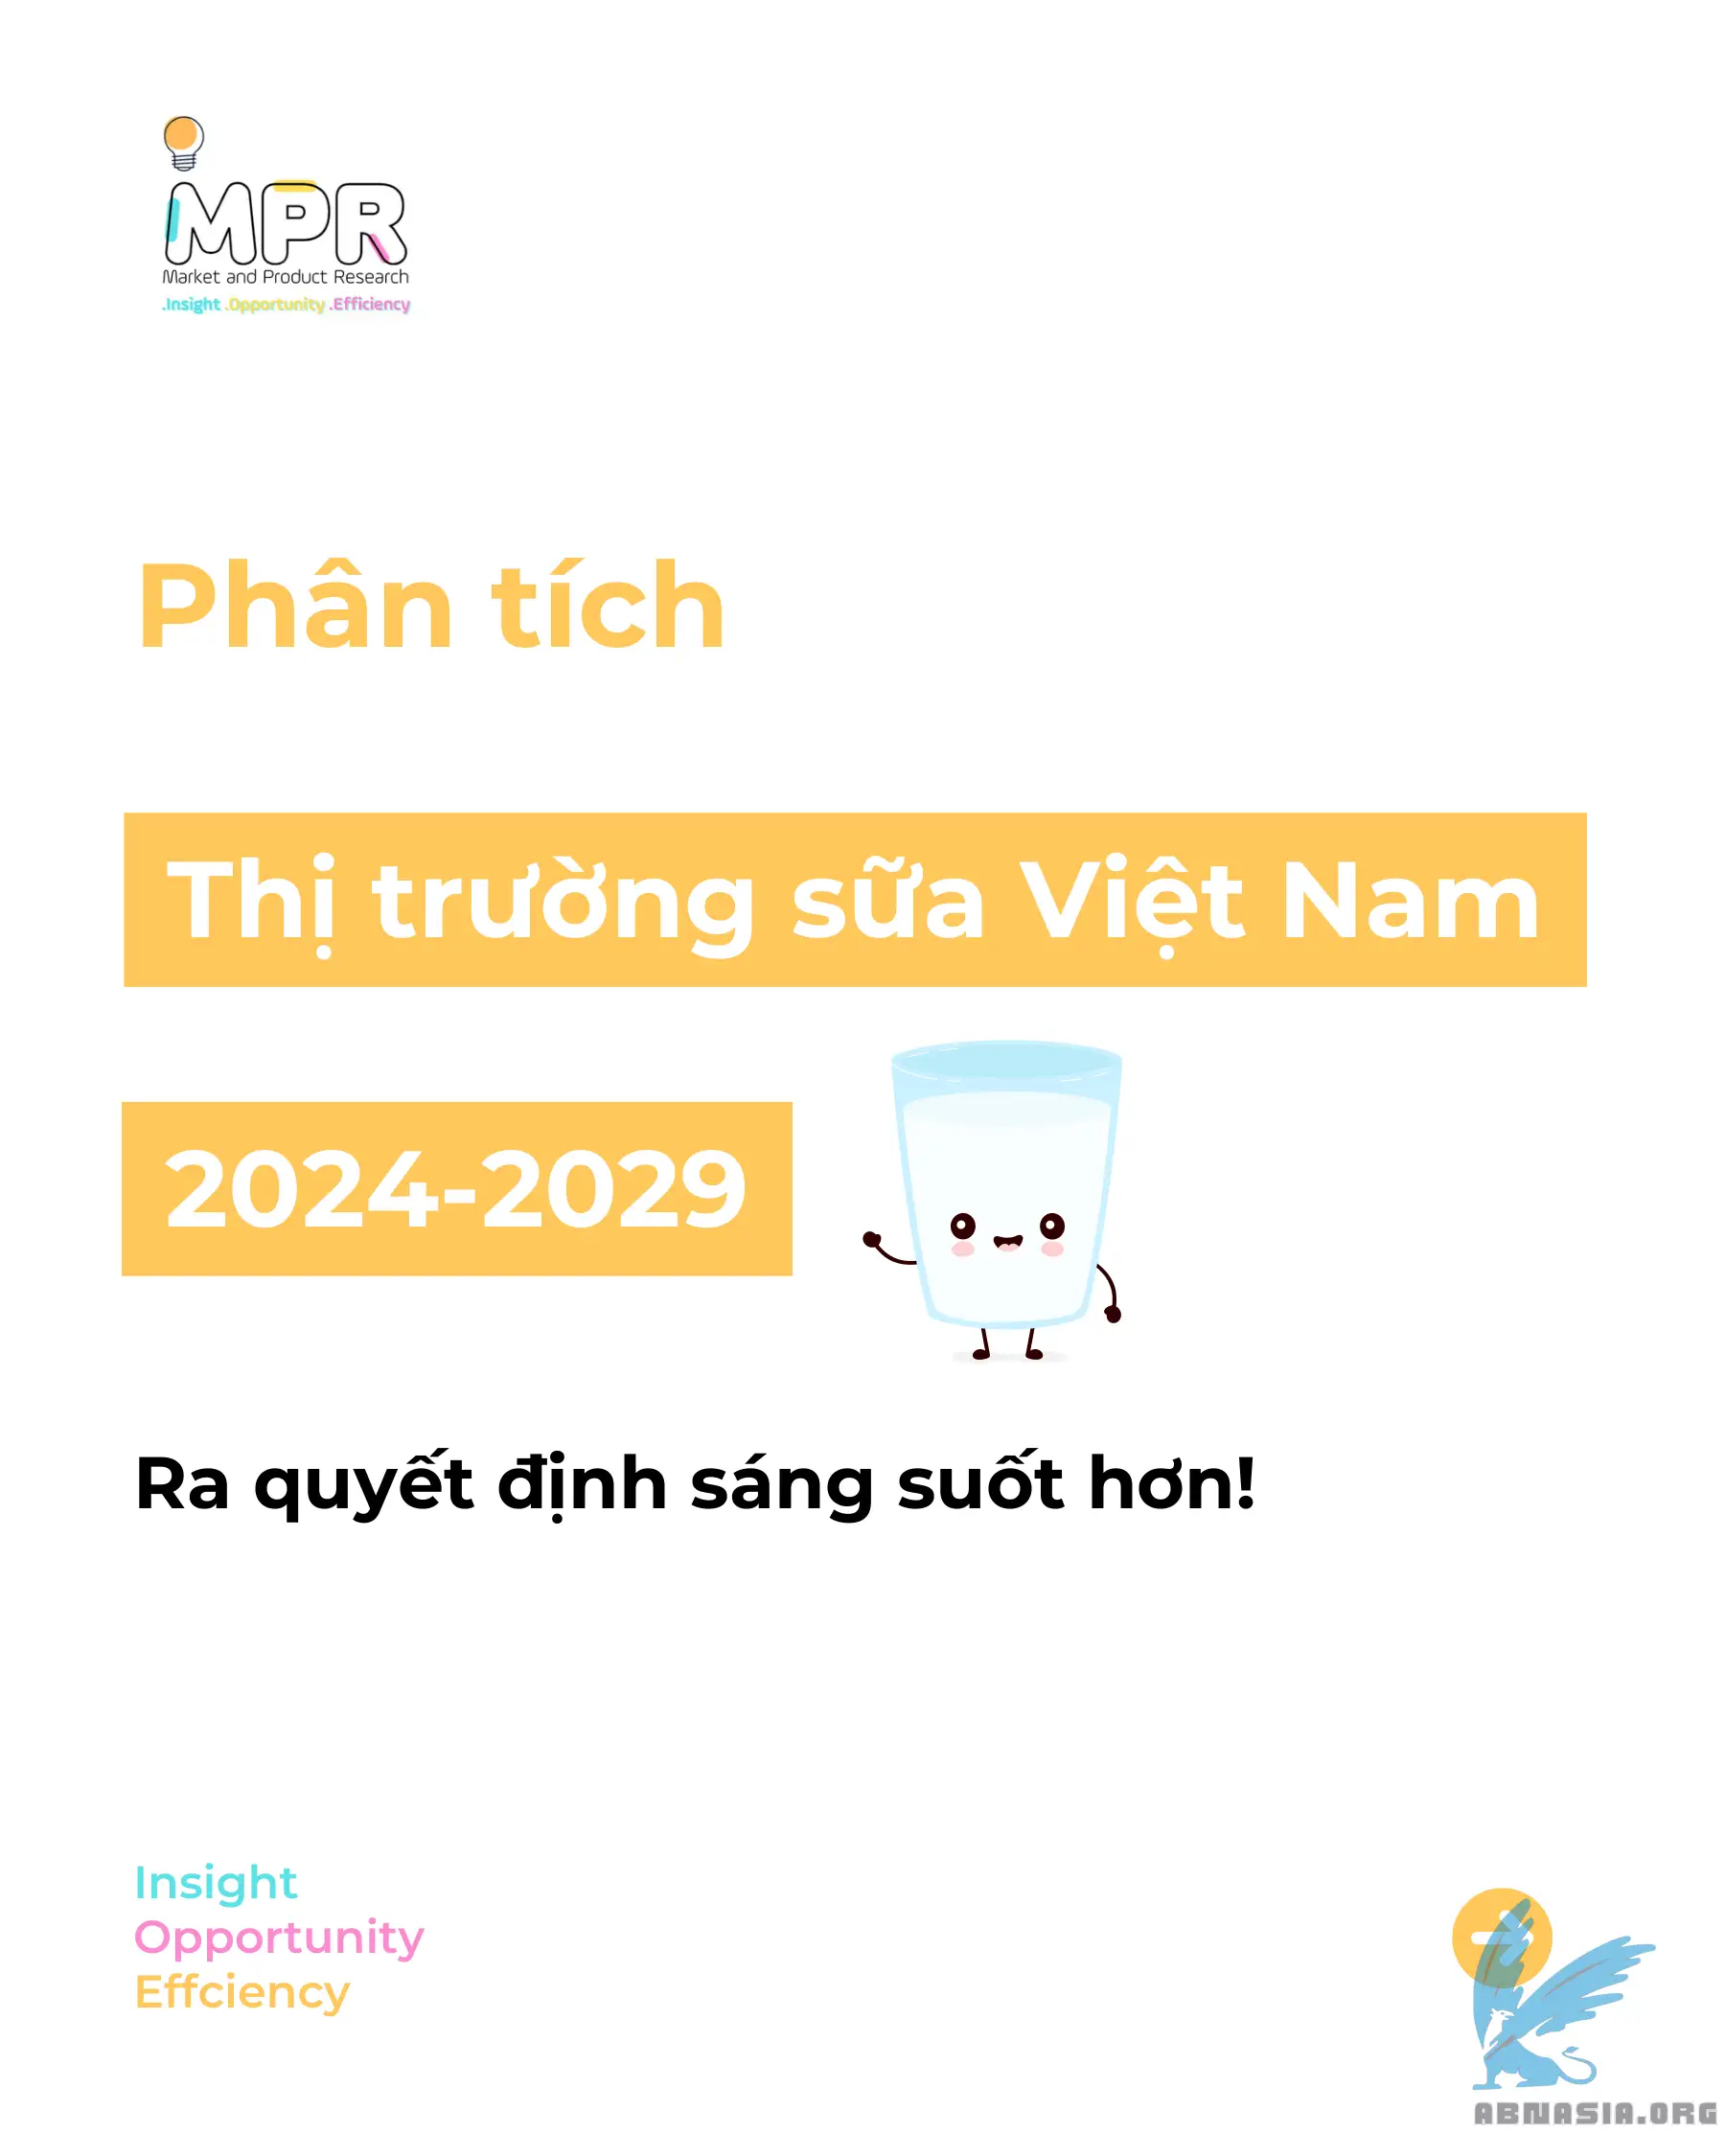 MPR
Market and Product Research
.Insight .Opportunity .Efficiency
Phân tích
Thị trường sữa Việt Nam
2024-2029
Ra quyết định sáng suốt hơn!
Insight
Opportunity
Effciency
ABNASIA.ORG